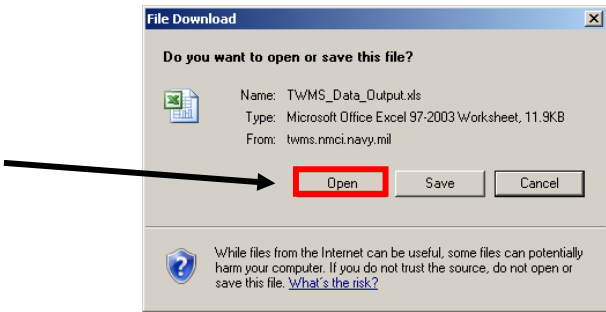 File Download
Do you want to open or save this file?
Name: TWMS_Data_Output.xls
Type: Microsoft Office Excel 97-2003 Worksheet, 11.9KB
From: twms.nmci.navy.mil
Open Save Cancel
While files from the Internet can be useful, some files can potentially
harm your computer. If you do not trust the source, do not open or
save this file. What's the risk?